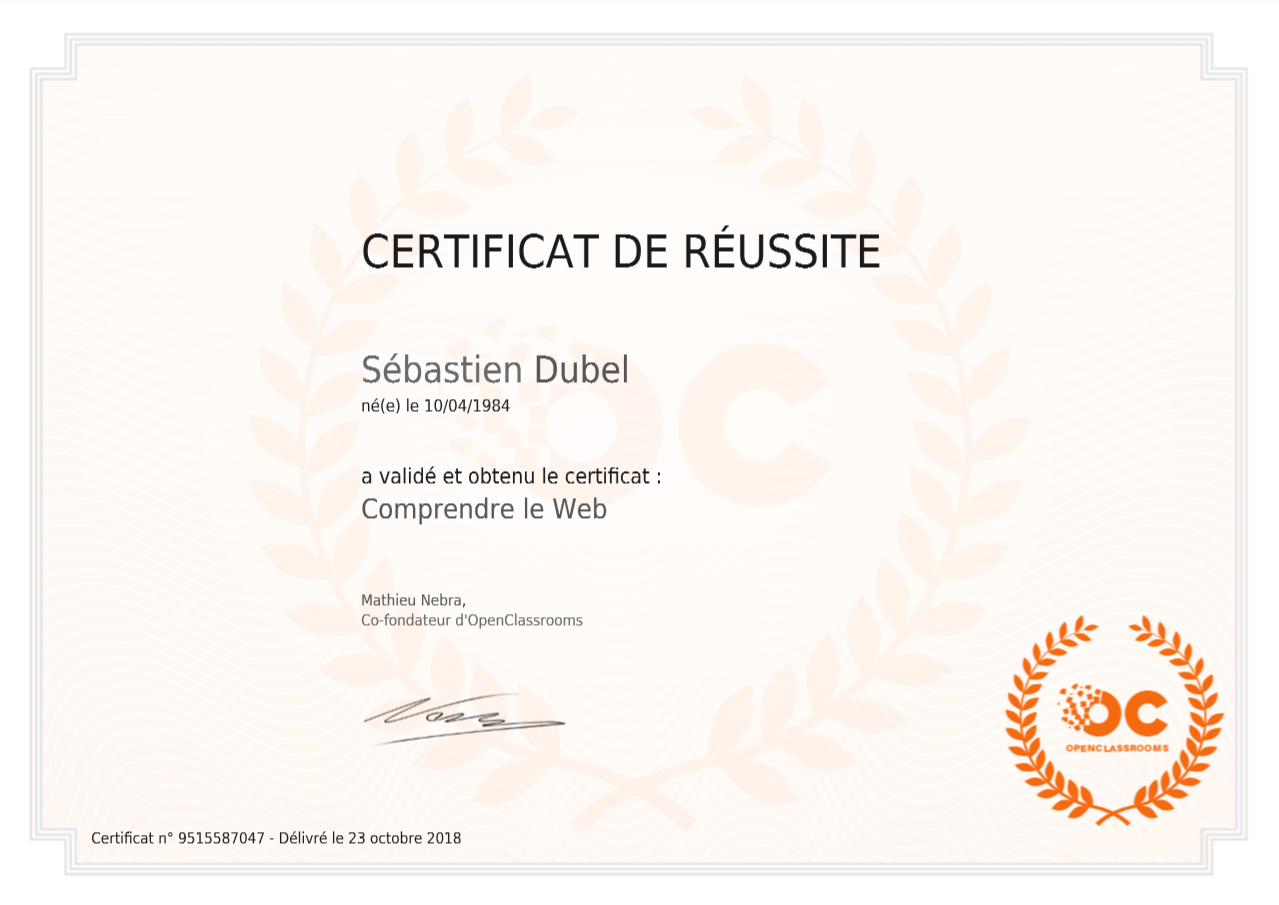 CERTIFICAT DE RÉUSSITE
Sébastien Dubel
né(e) le 10/04/1984
a validé et obtenu le certificat :
Comprendre le Web
Mathieu Nebra,
Co-fondateur d'OpenClassrooms
OC
OPENCLASSROOMS
Certificat n° 9515587047 - Délivré le 23 octobre 2018